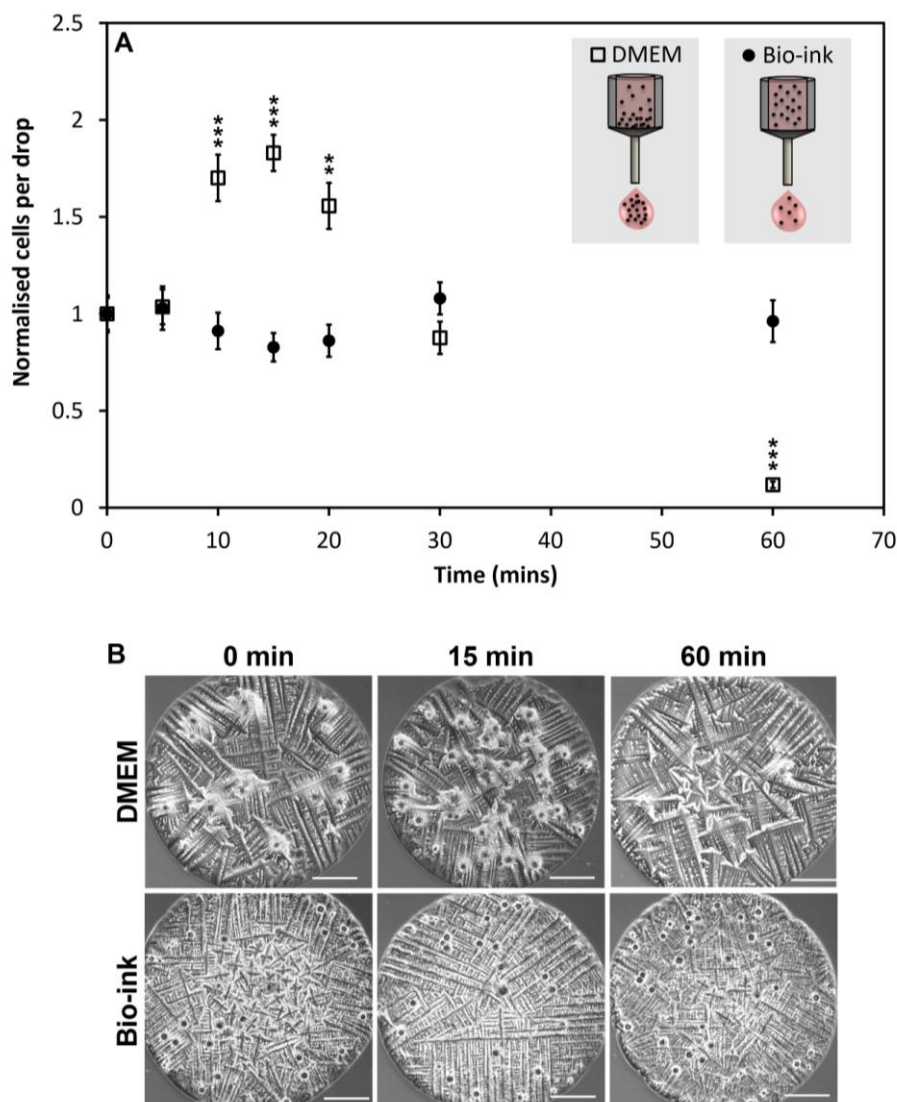 A
DMEM
Bio-ink
2.5
2
1.5
1
0.5
0
***
***
**
***
0
10
20
30
40
50
60
70
Normalised cells per drop
Time (mins)
B
0 min
15 min
60 min
DMEM
Bio-ink